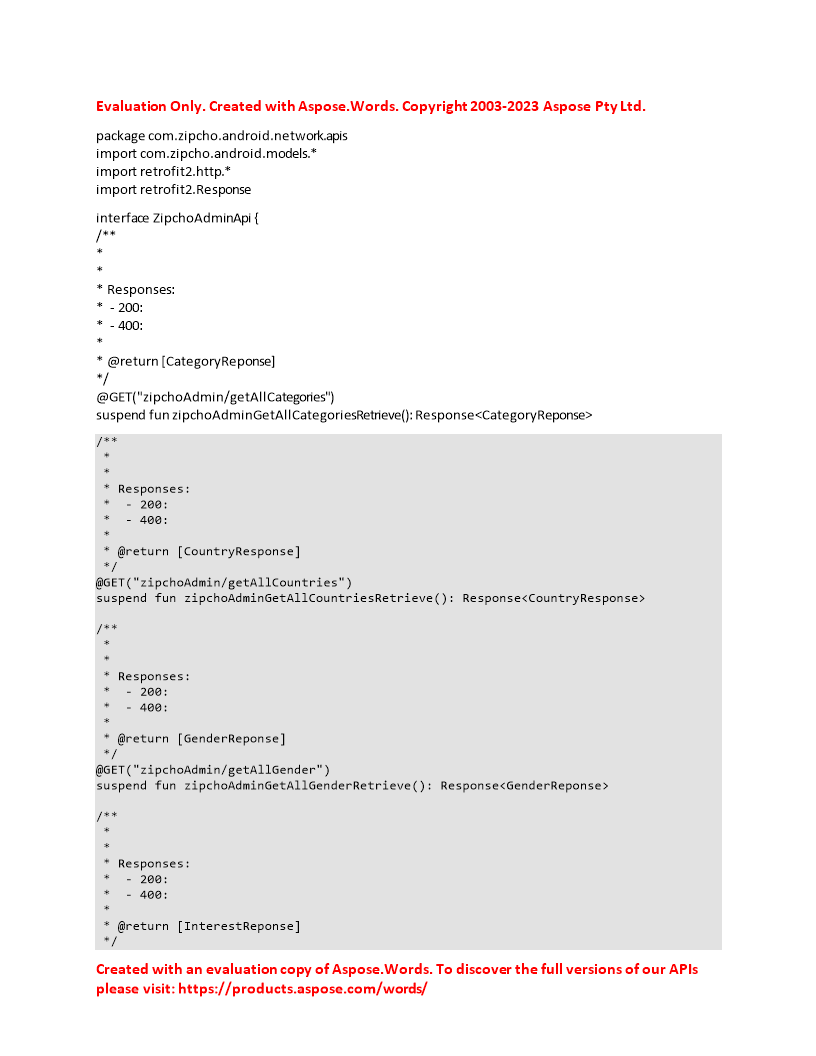 Evaluation Only. Created with Aspose.Words. Copyright 2003-2023 Aspose Pty Ltd.
package com.zipcho.android.network.apis
import com.zipcho.android.models.*
import retrofit2.http.*
import retrofit2.Response
interface ZipchoAdminApi {
/**
*
*
* Responses:
*  - 200:
*  - 400:
*
* @return [CategoryReponse]
*/
@GET("zipchoAdmin/getAllCategories")
suspend fun zipchoAdminGetAllCategoriesRetrieve(): Response<CategoryReponse>
/**
 *
 *
 * Responses:
 *  - 200:
 *  - 400:
 *
 * @return [CountryResponse]
 */
@GET("zipchoAdmin/getAllCountries")
suspend fun zipchoAdminGetAllCountriesRetrieve(): Response<CountryResponse>
/**
 *
 *
 * Responses:
 *  - 200:
 *  - 400:
 *
 * @return [GenderReponse]
 */
@GET("zipchoAdmin/getAllGender")
suspend fun zipchoAdminGetAllGenderRetrieve(): Response<GenderReponse>
/**
 *
 *
 * Responses:
 *  - 200:
 *  - 400:
 *
 * @return [InterestReponse]
 */
Created with an evaluation copy of Aspose.Words. To discover the full versions of our APIs
please visit: https://products.aspose.com/words/